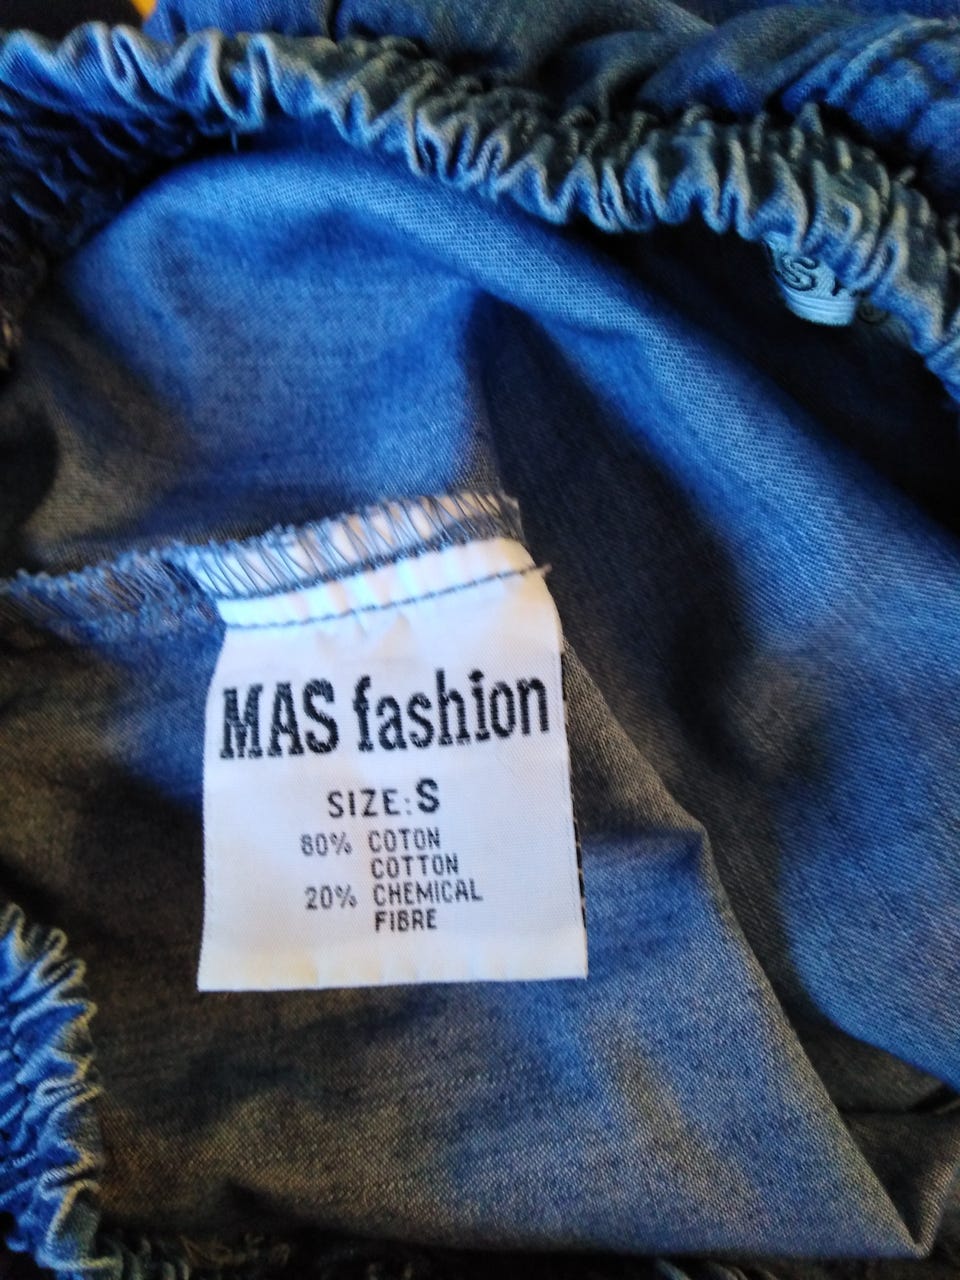 MAS fashion
SIZE: S
80% COTON
COTTON
20% CHEMICAL
FIBRE